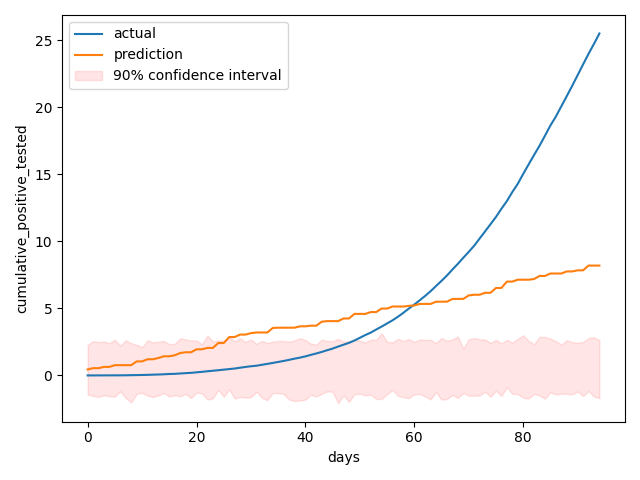 actual
prediction
90% confidence interval
cumulative_positive_tested
25
20
15
10
5
0
0 20 40 60 80
days